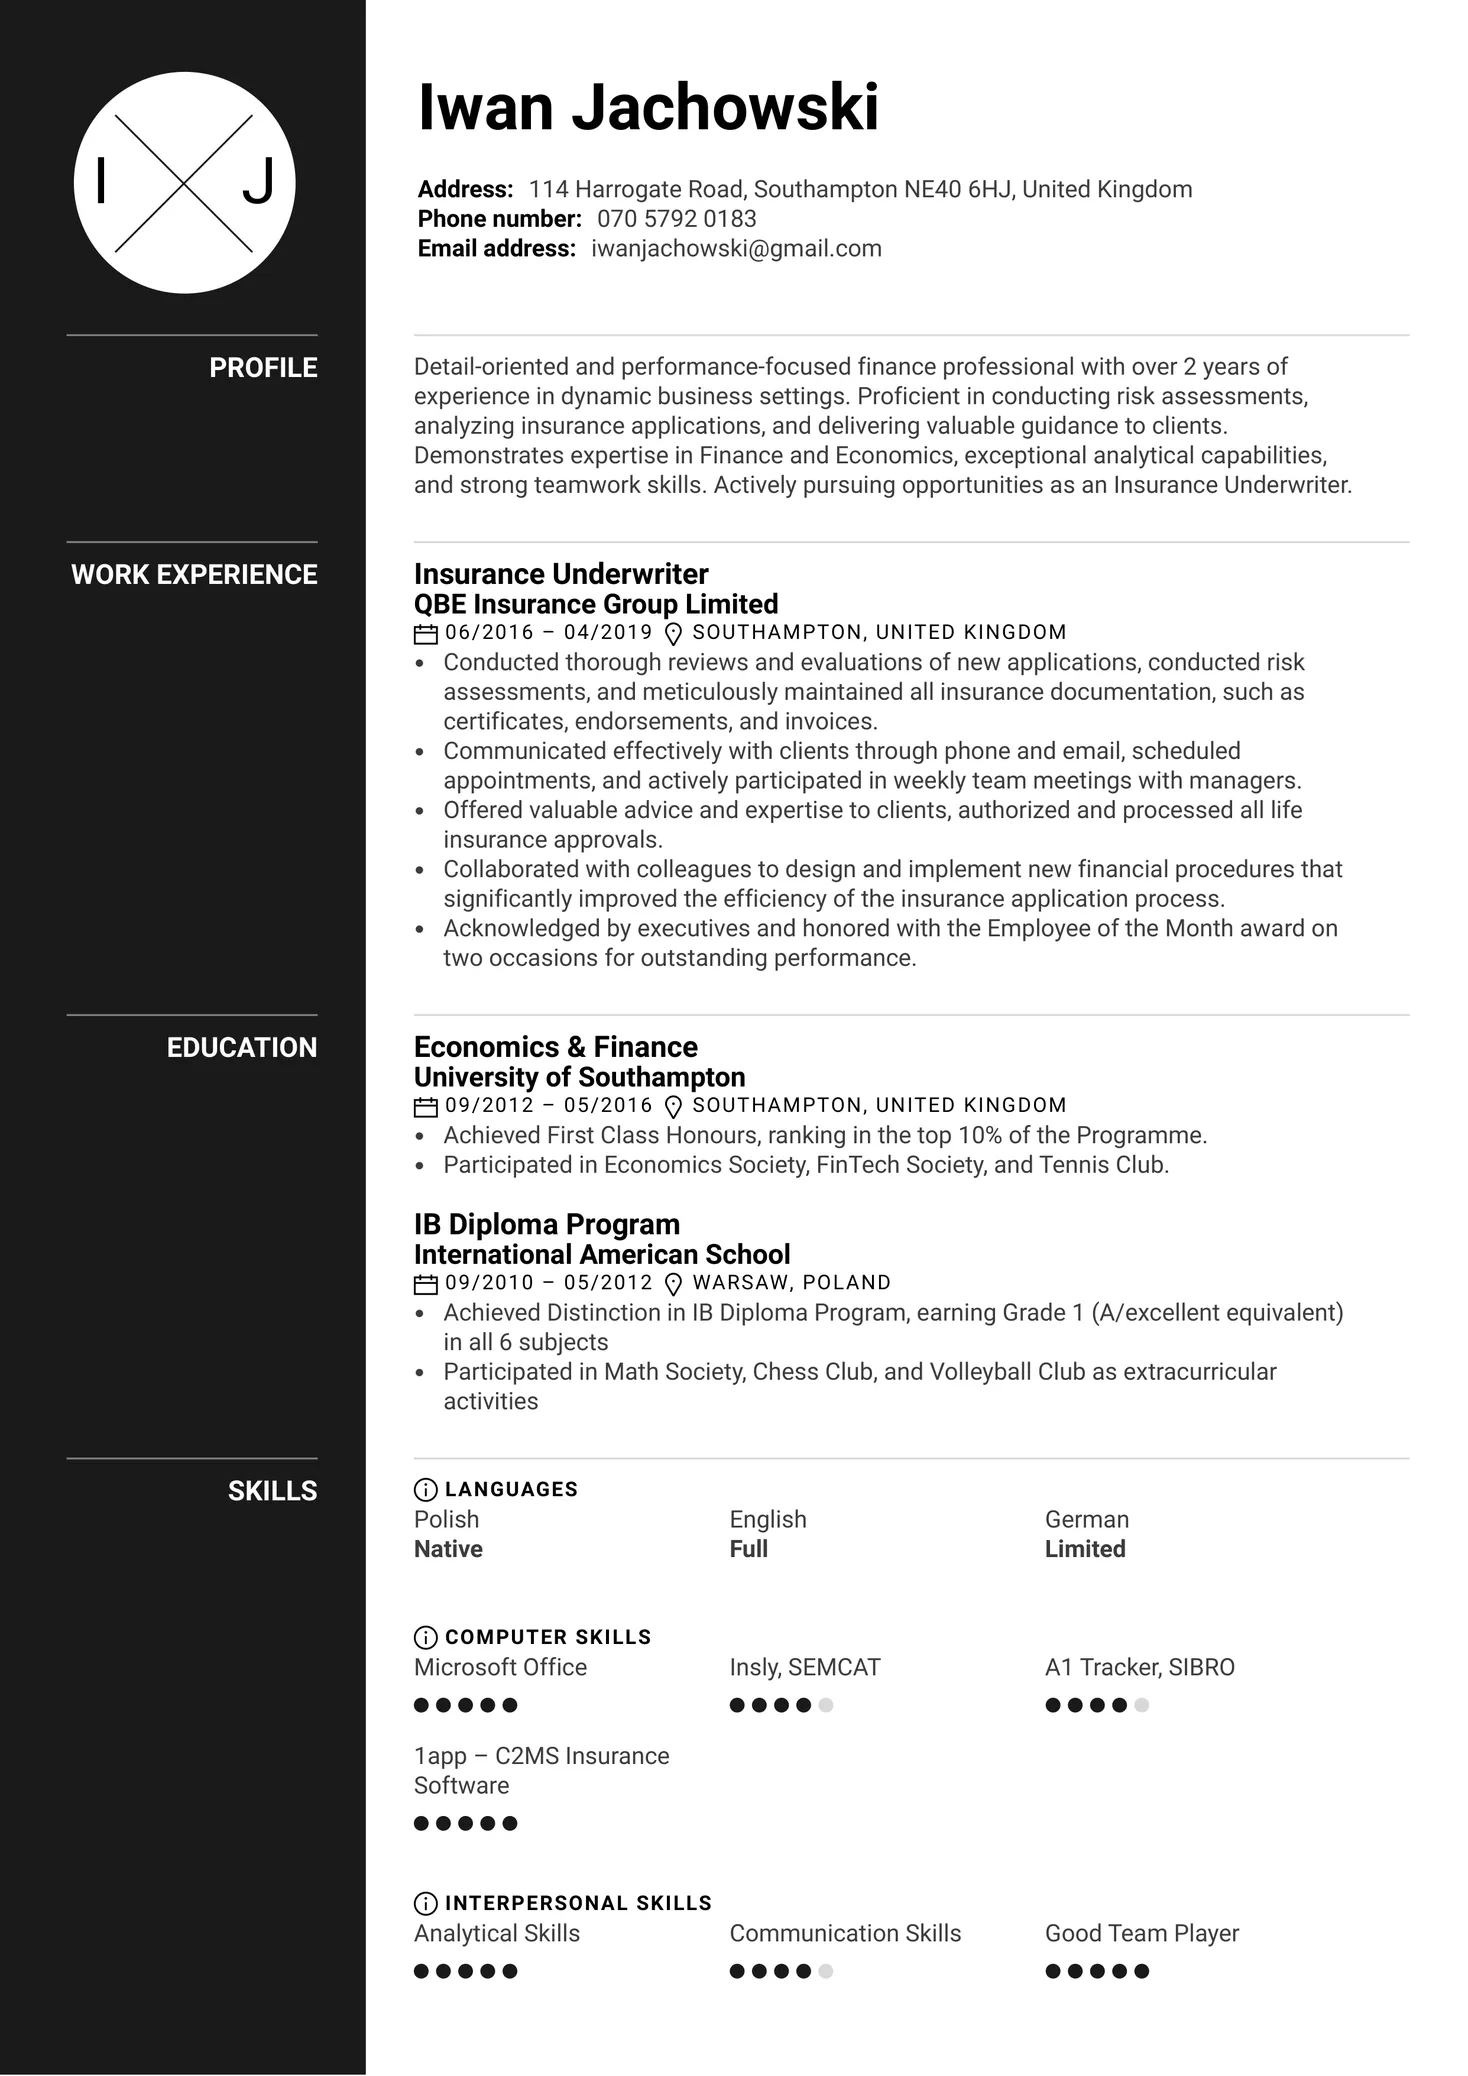 I J
Iwan Jachowski
Address: 114 Harrogate Road, Southampton NE40 6HJ, United Kingdom
Phone number: 070 5792 0183
Email address: iwanjachowski@gmail.com
PROFILE
Detail-oriented and performance-focused finance professional with over 2 years of
experience in dynamic business settings. Proficient in conducting risk assessments,
analyzing insurance applications, and delivering valuable guidance to clients.
Demonstrates expertise in Finance and Economics, exceptional analytical capabilities,
and strong teamwork skills. Actively pursuing opportunities as an Insurance Underwriter.
WORK EXPERIENCE
Insurance Underwriter
QBE Insurance Group Limited
06/2016 – 04/2019 SOUTHAMPTON, UNITED KINGDOM
• Conducted thorough reviews and evaluations of new applications, conducted risk
assessments, and meticulously maintained all insurance documentation, such as
certificates, endorsements, and invoices.
• Communicated effectively with clients through phone and email, scheduled
appointments, and actively participated in weekly team meetings with managers.
• Offered valuable advice and expertise to clients, authorized and processed all life
insurance approvals.
• Collaborated with colleagues to design and implement new financial procedures that
significantly improved the efficiency of the insurance application process.
• Acknowledged by executives and honored with the Employee of the Month award on
two occasions for outstanding performance.
EDUCATION
Economics & Finance
University of Southampton
09/2012 – 05/2016 SOUTHAMPTON, UNITED KINGDOM
• Achieved First Class Honours, ranking in the top 10% of the Programme.
• Participated in Economics Society, FinTech Society, and Tennis Club.
IB Diploma Program
International American School
09/2010 – 05/2012 WARSAW, POLAND
• Achieved Distinction in IB Diploma Program, earning Grade 1 (A/excellent equivalent)
in all 6 subjects
• Participated in Math Society, Chess Club, and Volleyball Club as extracurricular
activities
SKILLS
LANGUAGES
Polish English German
Native Full Limited
COMPUTER SKILLS
Microsoft Office Insly, SEMCAT A1 Tracker, SIBRO
1app – C2MS Insurance
Software
INTERPERSONAL SKILLS
Analytical Skills Communication Skills Good Team Player